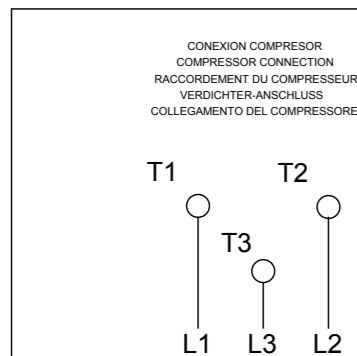 CONEXION COMPRESOR
COMPRESSOR CONNECTION
RACCORDEMENT DU COMPRESSEUR
VERDICHTER-ANSCHLUSS
COLLEGAMENTO DEL COMPRESSORE
T1 T2
T3
L1 L3 L2